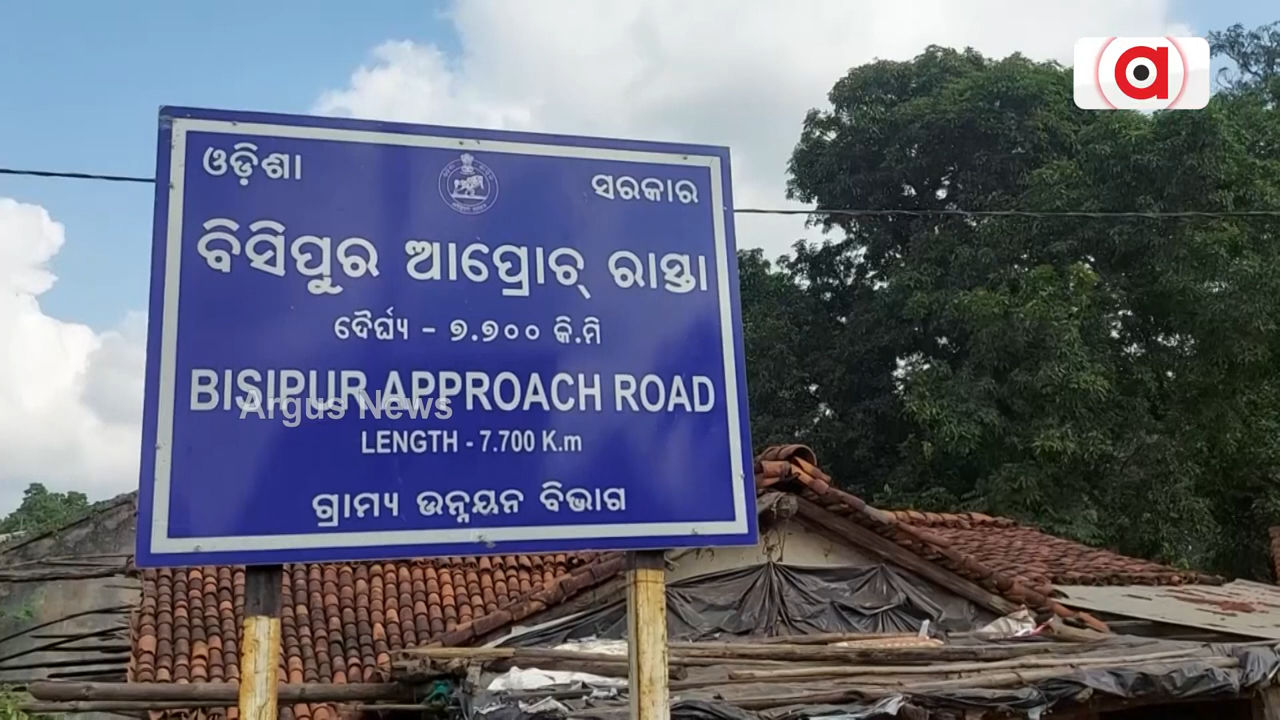 ଓଡ଼ିଶା ସରକାର
ବିସିପୁର ଆପ୍ରୋଚ୍ ରାସ୍ତା
ଦୈର୍ଘ୍ୟ - ୭.୭୦୦ କି.ମି
BISIPUR APPROACH ROAD
Argus News
LENGTH - 7.700 K.m
ଗ୍ରାମ୍ୟ ଉନ୍ନୟନ ବିଭାଗ